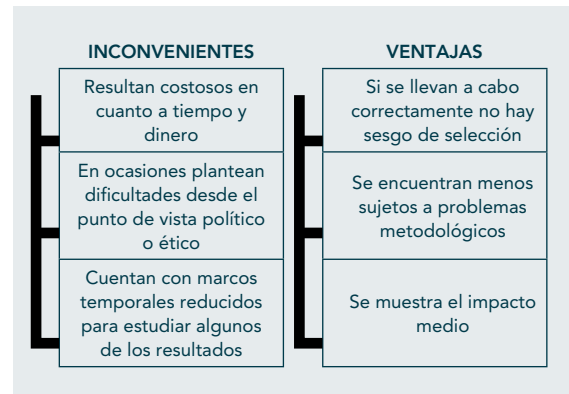 INCONVENIENTES
Resultan costosos en
cuanto a tiempo y
dinero
En ocasiones plantean
dificultades desde el
punto de vista político
o ético
Cuentan con marcos
temporales reducidos
para estudiar algunos
de los resultados
VENTAJAS
Si se llevan a cabo
correctamente no hay
sesgo de selección
Se encuentran menos
sujetos a problemas
metodológicos
Se muestra el impacto
medio